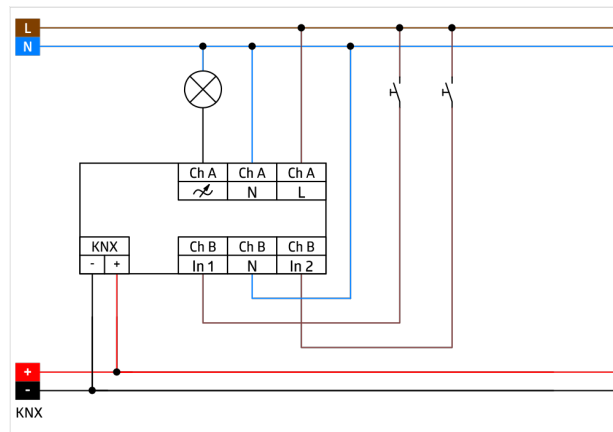 L
N
Ch A Ch A Ch A
N L
KNX Ch B Ch B Ch B
- + In 1 N In 2
+
-
KNX